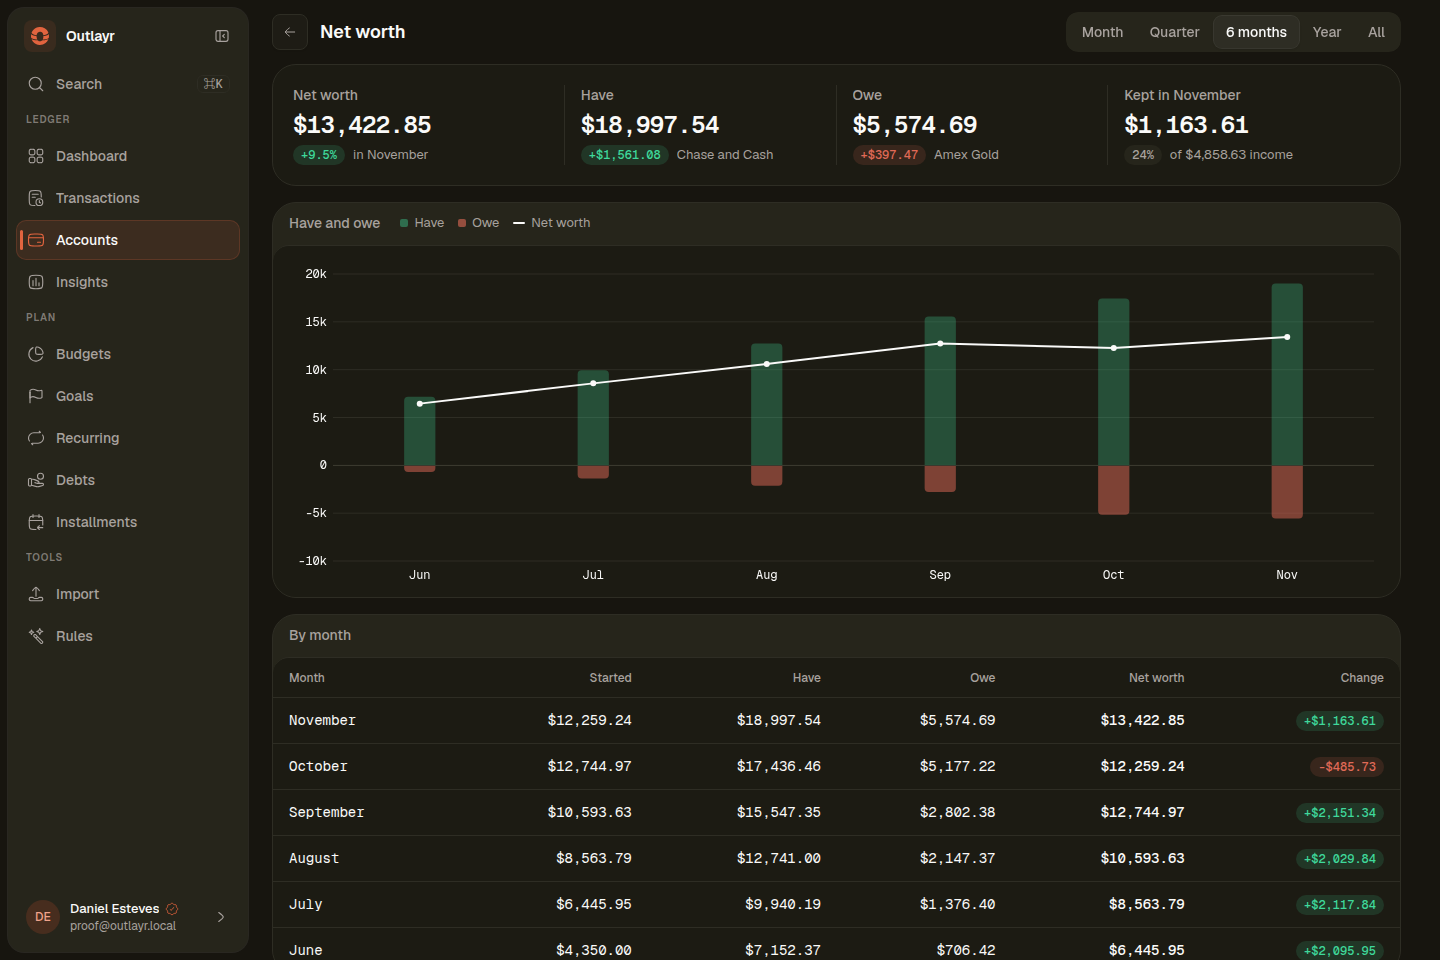 Outlayr
Search ⌘K
LEDGER
Dashboard
Transactions
Accounts
Insights
PLAN
Budgets
Goals
Recurring
Debts
Installments
TOOLS
Import
Rules
DE
Daniel Esteves
proof@outlayr.local
Net worth
Month Quarter 6 months Year All
Net worth
$13,422.85
+9.5% in November
Have
$18,997.54
+$1,561.08 Chase and Cash
Owe
$5,574.69
+$397.47 Amex Gold
Kept in November
$1,163.61
24% of $4,858.63 income
Have and owe Have Owe Net worth
20k
15k
10k
5k
0
-5k
-10k
Jun Jul Aug Sep Oct Nov
By month
Month Started Have Owe Net worth Change
November $12,259.24 $18,997.54 $5,574.69 $13,422.85 +$1,163.61
October $12,744.97 $17,436.46 $5,177.22 $12,259.24 -$485.73
September $10,593.63 $15,547.35 $2,802.38 $12,744.97 +$2,151.34
August $8,563.79 $12,741.00 $2,147.37 $10,593.63 +$2,029.84
July $6,445.95 $9,940.19 $1,376.40 $8,563.79 +$2,117.84
June $4,350.00 $7,152.37 $706.42 $6,445.95 +$2,095.95